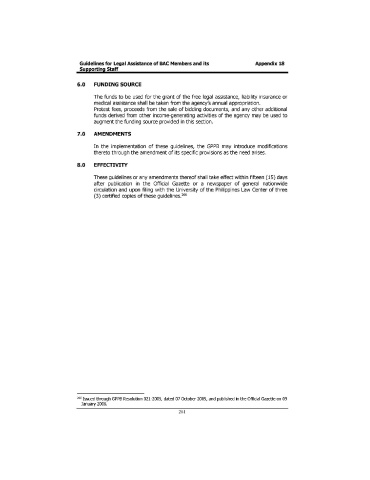 Guidelines for Legal Assistance of BAC Members and its Appendix 18
Supporting Staff
6.0 FUNDING SOURCE
The funds to be used for the grant of the free legal assistance, liability insurance or
medical assistance shall be taken from the agency's annual appropriation.
Protest fees, proceeds from the sale of bidding documents, and any other additional
funds derived from other income-generating activities of the agency may be used to
augment the funding source provided in this section.
7.0 AMENDMENTS
In the implementation of these guidelines, the GPPB may introduce modifications
thereto through the amendment of its specific provisions as the need arises.
8.0 EFFECTIVITY
These guidelines or any amendments thereof shall take effect within fifteen (15) days
after publication in the Official Gazette or a newspaper of general nationwide
circulation and upon filing with the University of the Philippines Law Center of three
(3) certified copies of these guidelines.
Issued through GPPB Resolution 021-2005, dated 07 October 2005, and published in the Official Gazette on 09
January 2006.